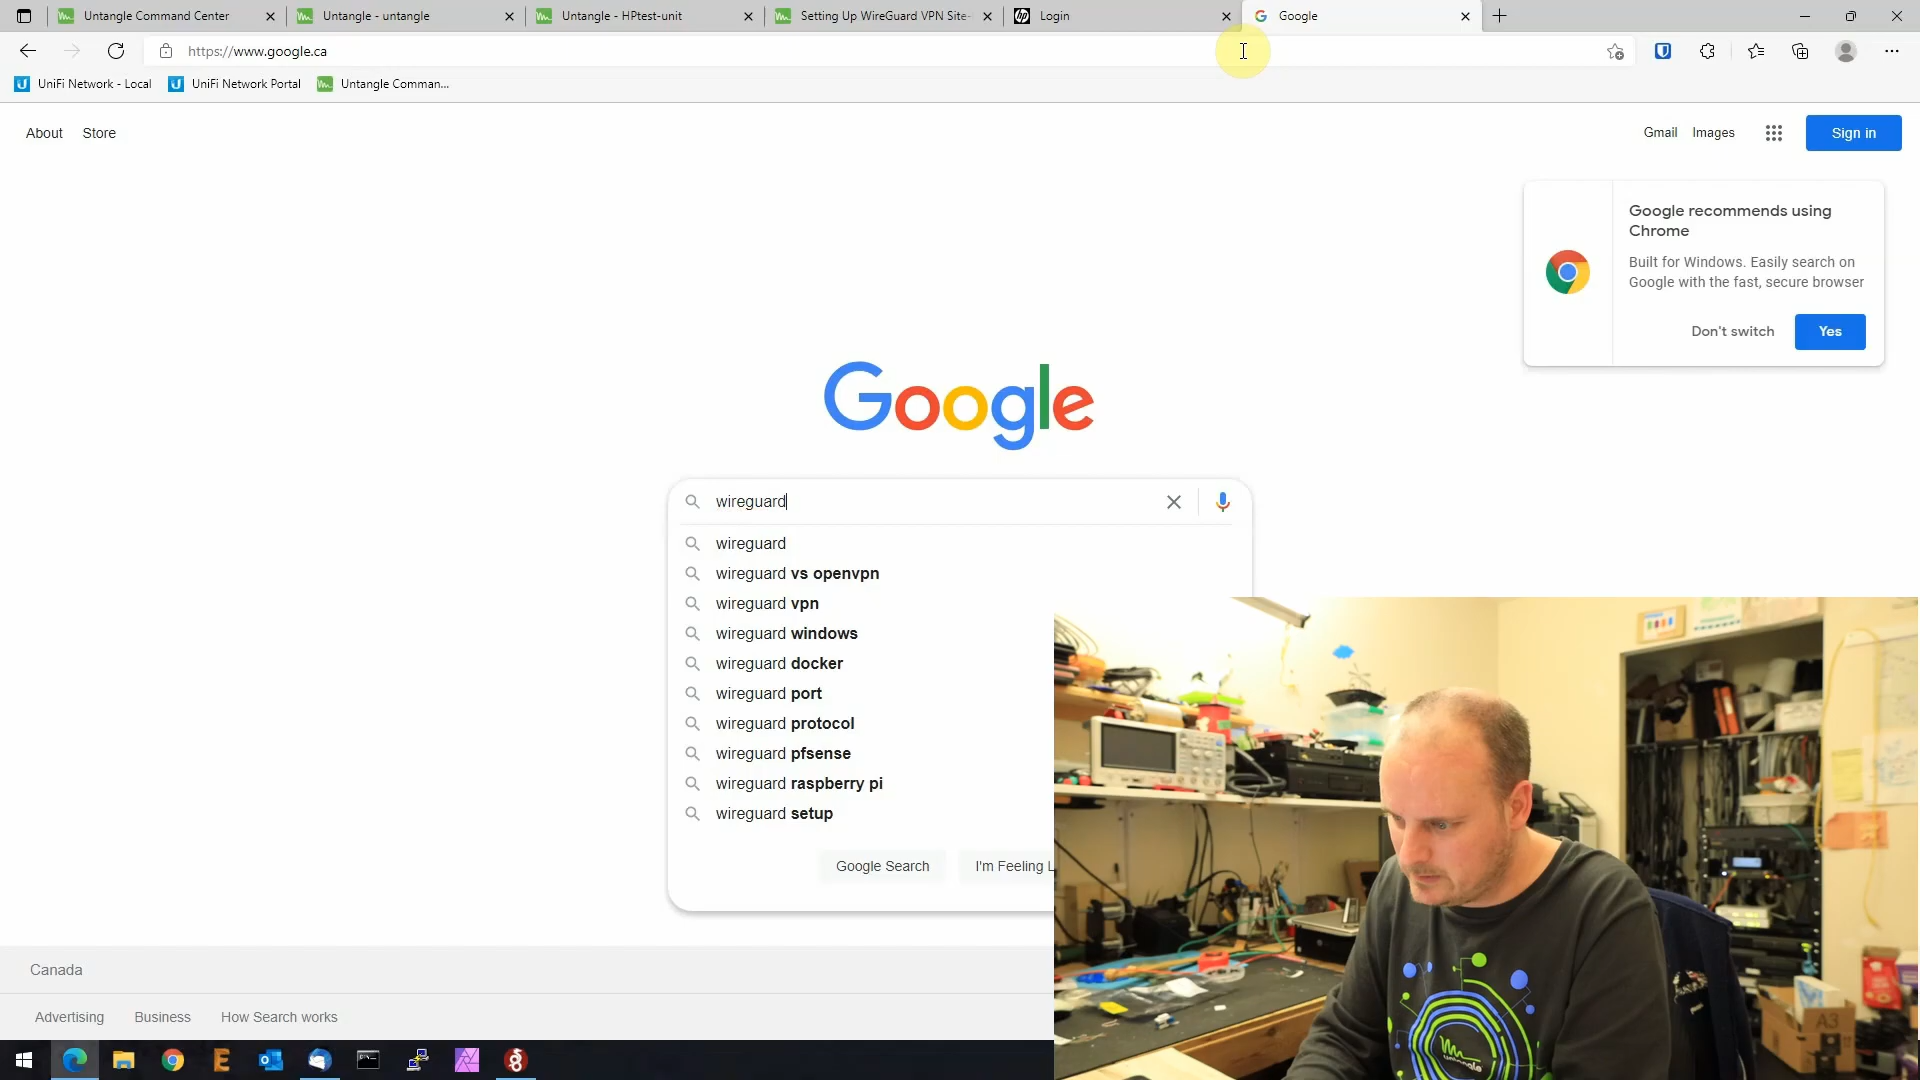 Untangle Command Center
Untangle - untangle
Untangle - HPtest-unit
Setting Up WireGuard VPN Site-
Login
Google
https://www.google.ca
UniFi Network - Local
UniFi Network Portal
Untangle Comman...
About
Store
Gmail
Images
Sign in
Google recommends using
Chrome
Built for Windows. Easily search on
Google with the fast, secure browser
Don't switch
Yes
Google
wireguard
wireguard
wireguard vs openvpn
wireguard vpn
wireguard windows
wireguard docker
wireguard port
wireguard protocol
wireguard pfsense
wireguard raspberry pi
wireguard setup
Google Search
I'm Feeling L
Canada
Advertising
Business
How Search works
untangle
A3